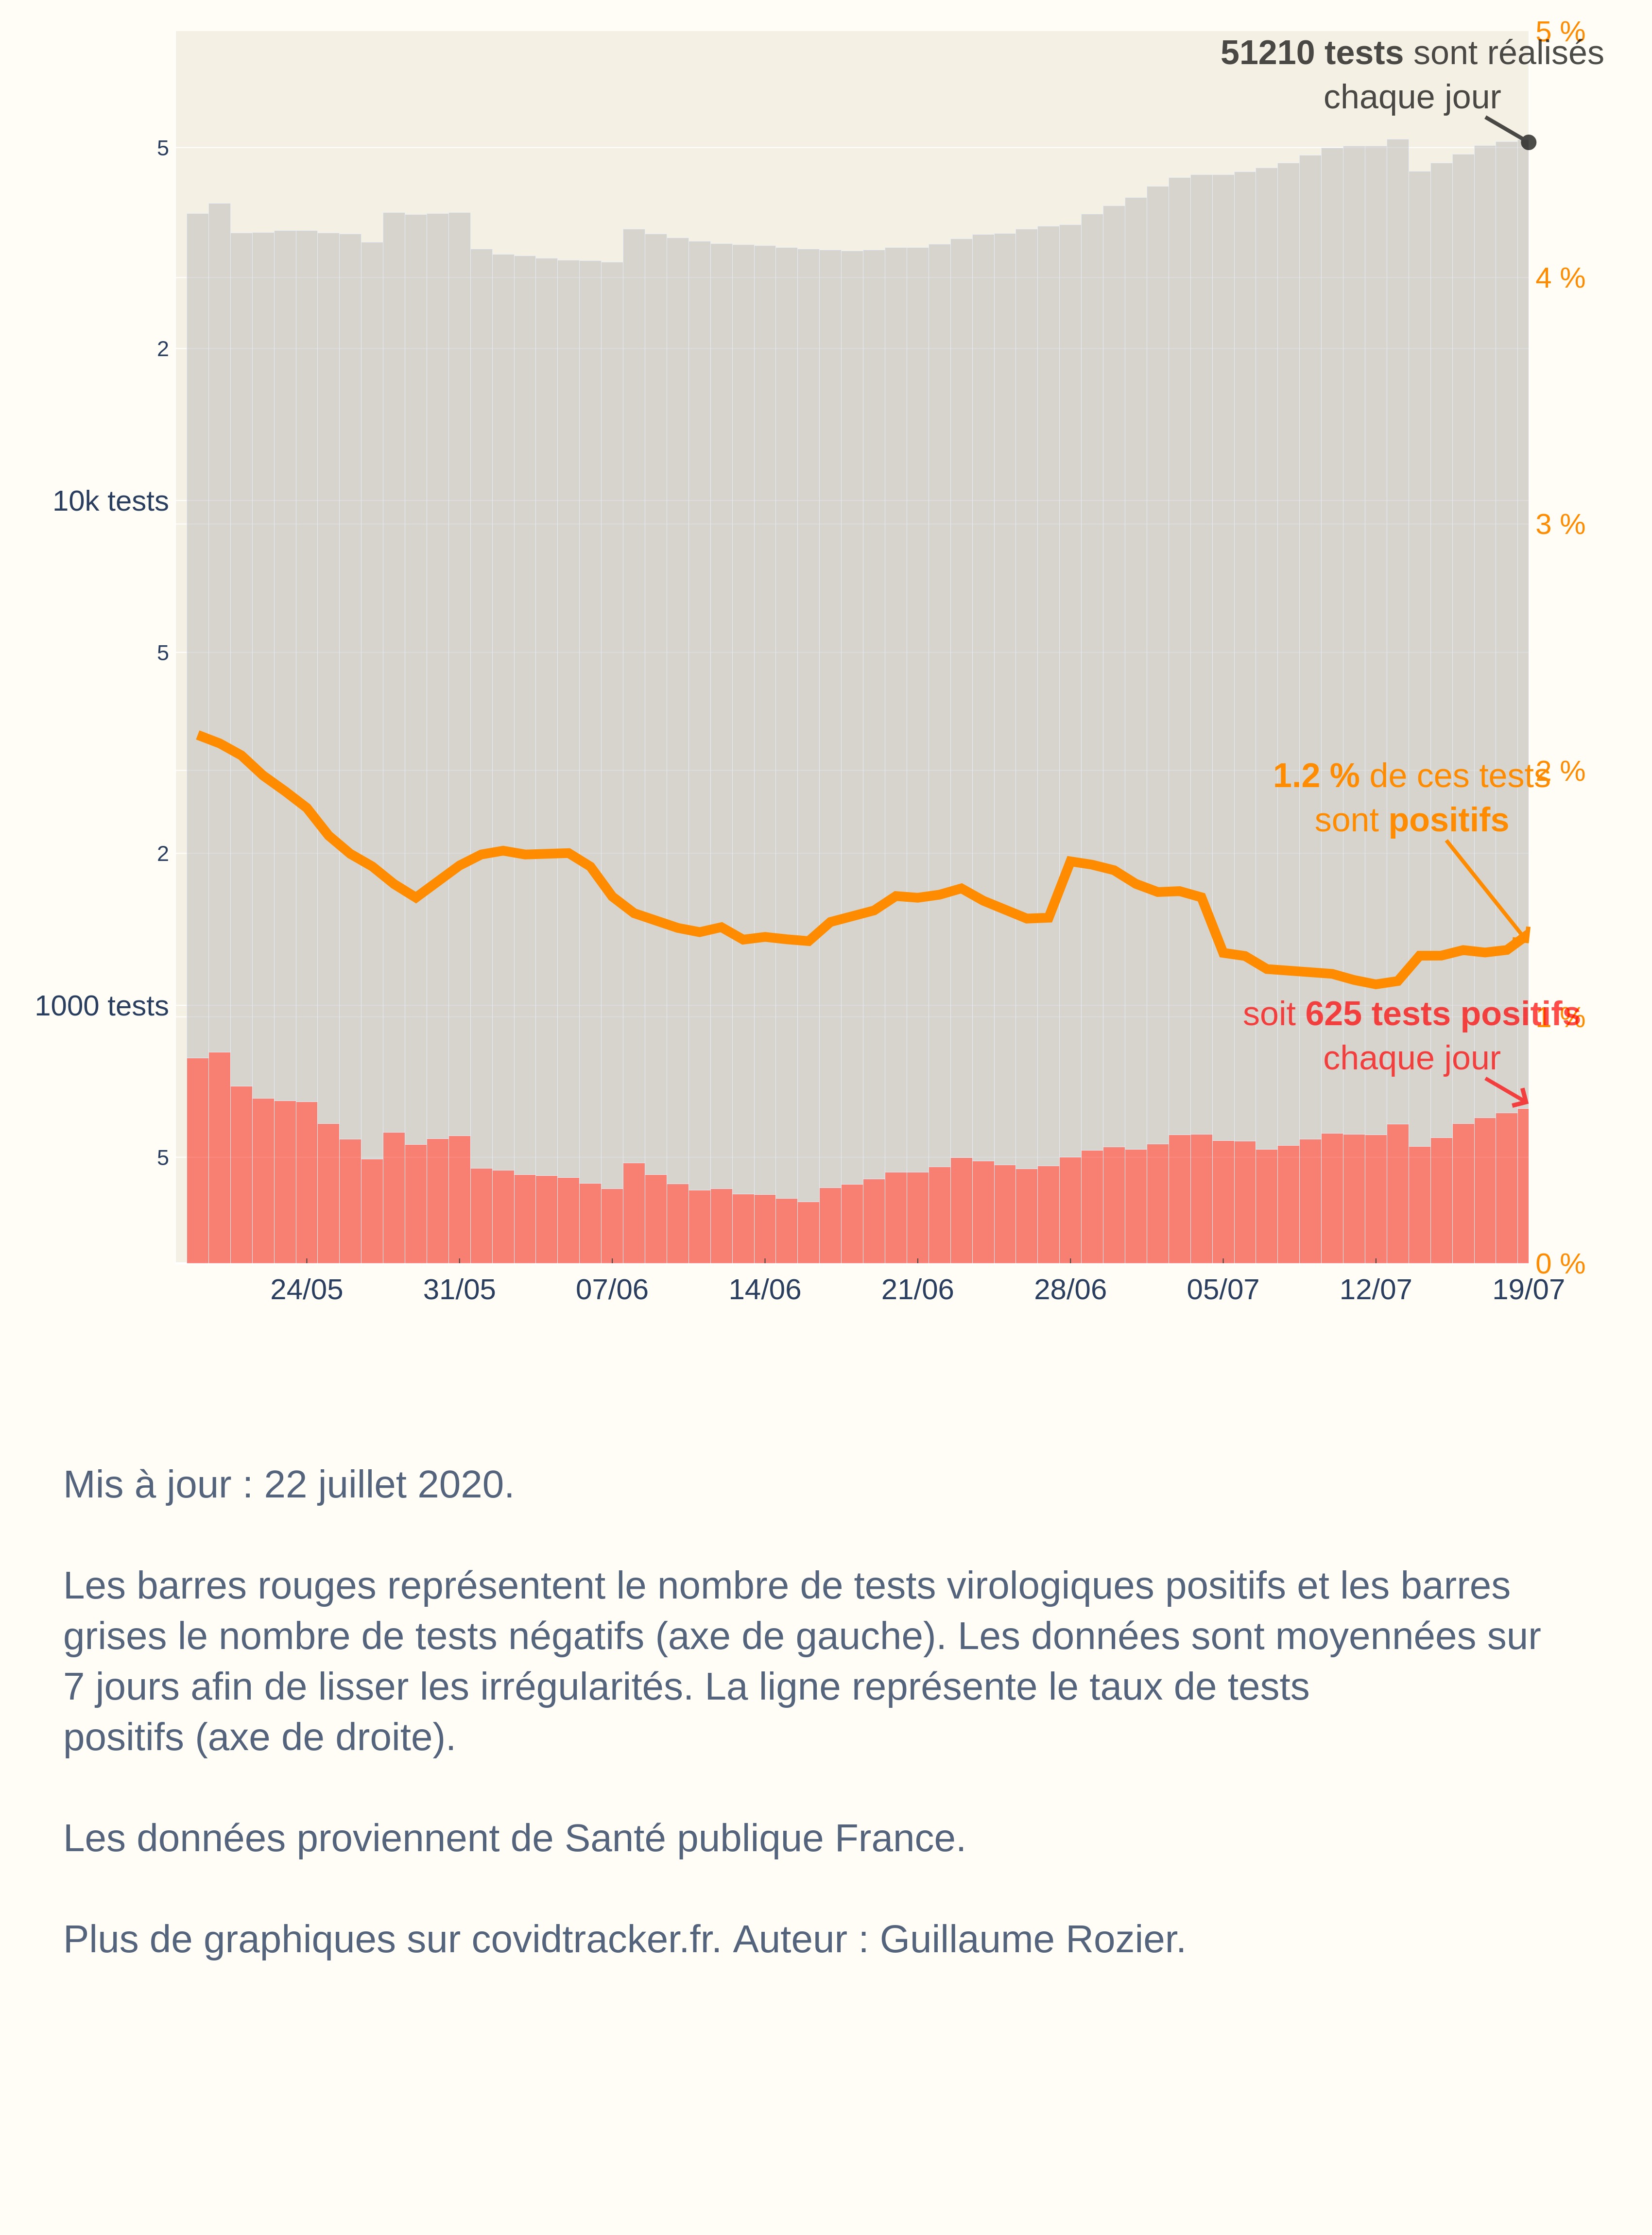 5 %
51210 tests sont réalisés
chaque jour
5
4 %
2
10k tests
3 %
5
1.2 % de ces tests
2 %
sont positifs
2
1000 tests
soit 625 tests positifs
1 %
chaque jour
5
0 %
24/05 31/05 07/06 14/06 21/06 28/06 05/07 12/07 19/07
Mis à jour : 22 juillet 2020.
Les barres rouges représentent le nombre de tests virologiques positifs et les barres
grises le nombre de tests négatifs (axe de gauche). Les données sont moyennées sur
7 jours afin de lisser les irrégularités. La ligne représente le taux de tests
positifs (axe de droite).
Les données proviennent de Santé publique France.
Plus de graphiques sur covidtracker.fr. Auteur : Guillaume Rozier.